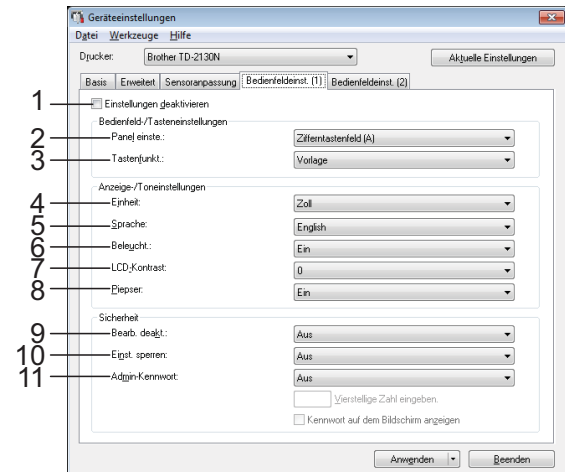 Geräteeinstellungen
Datei Werkzeuge Hilfe
Drucker: Brother TD-2130N Aktuelle Einstellungen
Basis Erweitert Sensoranpassung Bedienfeldeinst. (1) Bedienfeldeinst. (2)
1 Einstellungen deaktivieren
Bedienfeld-/Tasteneinstellungen
2 Panel einste.: Zifferntastenfeld (A)
3 Tastenfunkt.: Vorlage
Anzeige-/Toneinstellungen
4 Einheit: Zoll
5 Sprache: English
6 Beleucht.: Ein
7 LCD-Kontrast: 0
8 Piepser: Ein
Sicherheit
9 Bearb. deakt.: Aus
10 Einst. sperren: Aus
11 Admin-Kennwort: Aus
Vierstellige Zahl eingeben.
Kennwort auf dem Bildschirm anzeigen
Anwenden Beenden